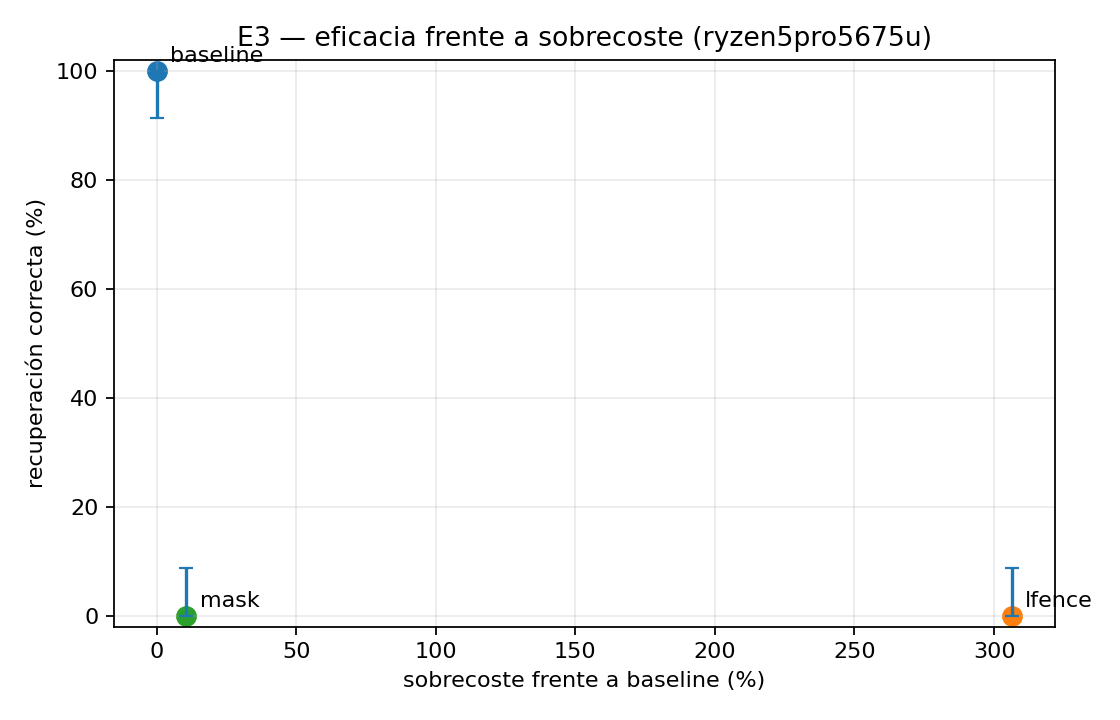 E3 — eficacia frente a sobrecoste (ryzen5pro5675u)
baseline
100
80
60
40
20
0
recuperación correcta (%)
mask
lfence
0 50 100 150 200 250 300
sobrecoste frente a baseline (%)